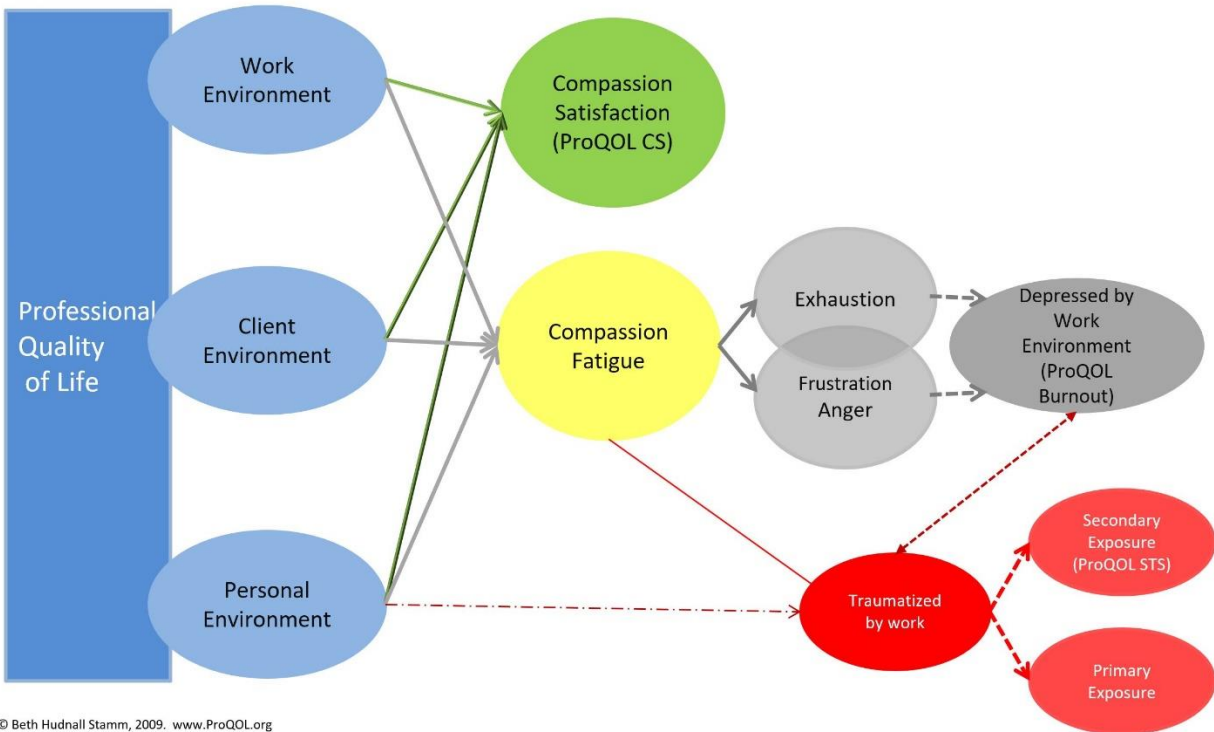 Professional
Quality
of Life
Work
Environment
Client
Environment
Personal
Environment
Compassion
Satisfaction
(ProQOL CS)
Compassion
Fatigue
Exhaustion
Frustration
Anger
Depressed by
Work
Environment
(ProQOL
Burnout)
Traumatized
by work
Secondary
Exposure
(ProQOL STS)
Primary
Exposure
© Beth Hudnall Stamm, 2009. www.ProQOL.org